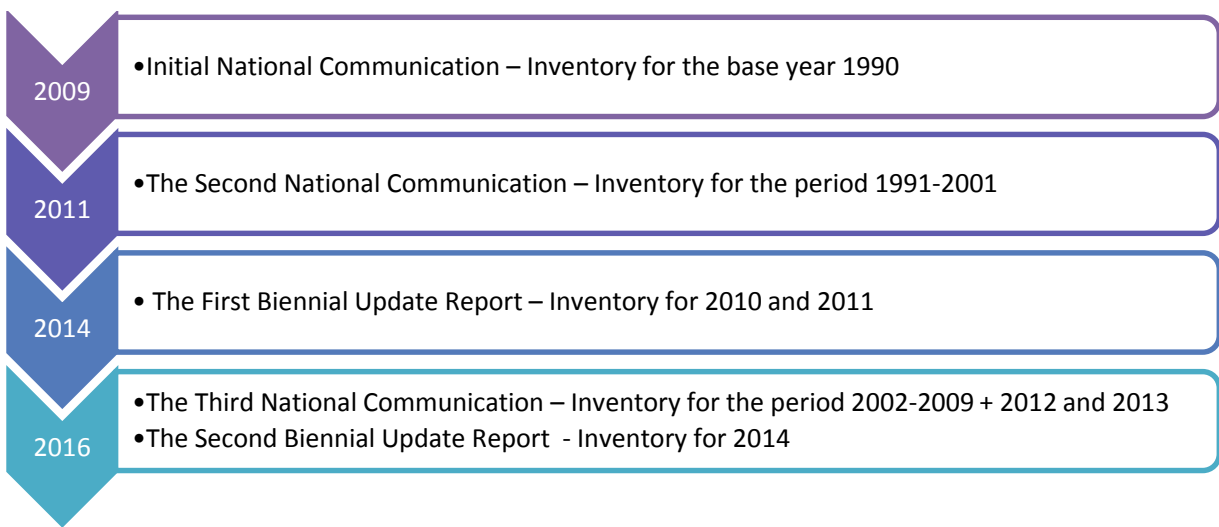 2009
•Initial National Communication – Inventory for the base year 1990
2011
•The Second National Communication – Inventory for the period 1991-2001
2014
• The First Biennial Update Report – Inventory for 2010 and 2011
2016
•The Third National Communication – Inventory for the period 2002-2009 + 2012 and 2013
•The Second Biennial Update Report - Inventory for 2014